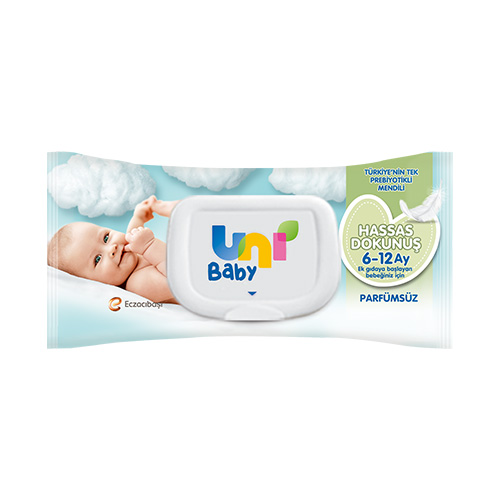 TÜRKİYE'NİN TEK
PREBİYOTİKLİ
MENDİLİ
HASSAS
DOKUNUŞ
6-12 Ay
Ek gıdaya başlayan
bebeğiniz için
PARFÜMSÜZ
uni
Baby
Eczacıbaşı